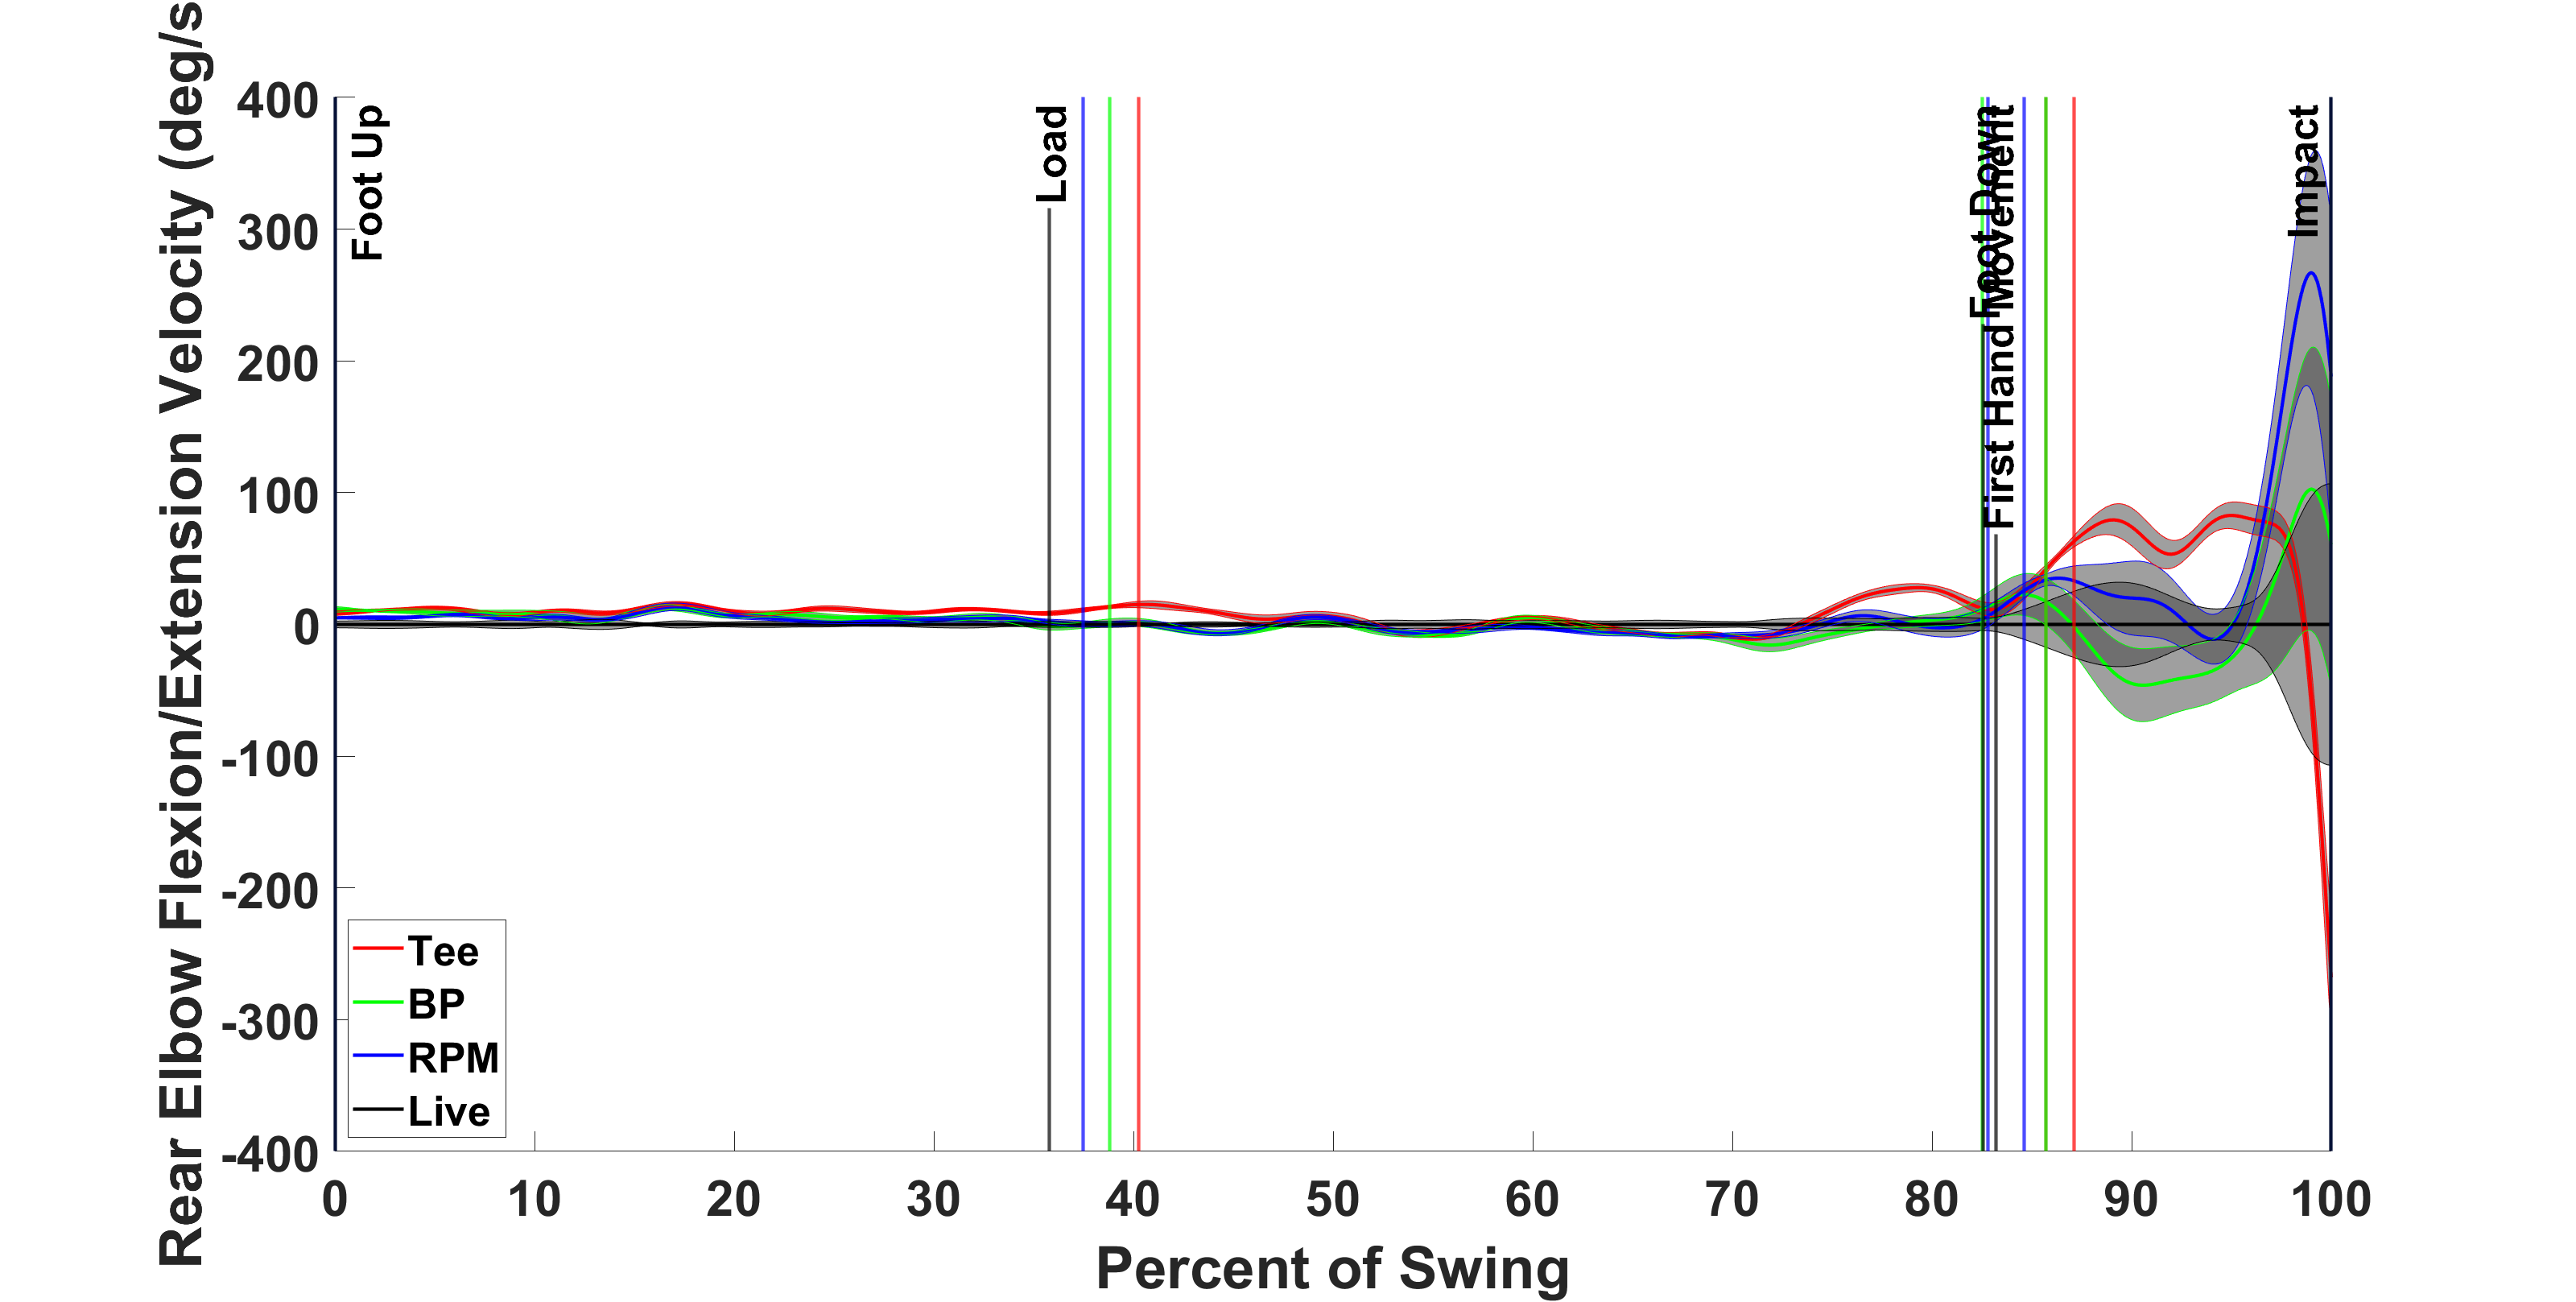 Rear Elbow Flexion/Extension Velocity (deg/s
400
300
200
100
0
-100
-200
-300
-400
Foot Up
Load
Foot Down
First Hand Movement
Impact
Tee
BP
RPM
Live
0 10 20 30 40 50 60 70 80 90 100
Percent of Swing